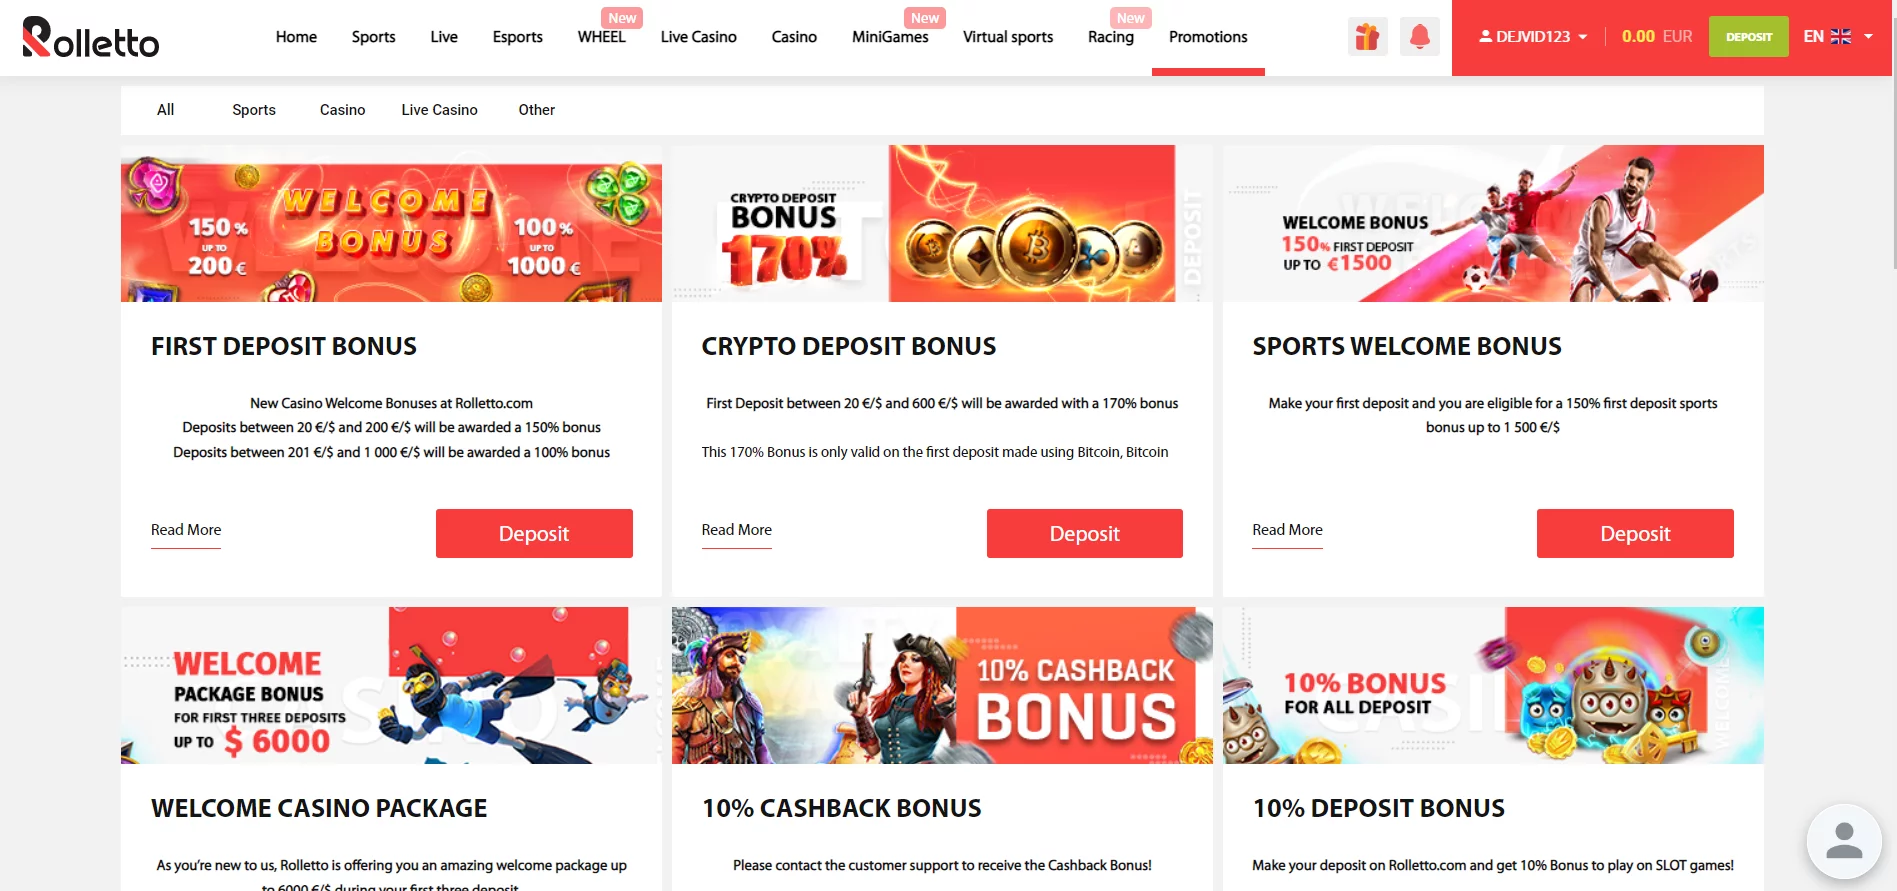 Rolletto
Home
Sports
Live
Esports
New
WHEEL
Live Casino
Casino
New
MiniGames
Virtual sports
New
Racing
Promotions
DEJVID123
0.00 EUR
DEPOSIT
EN
All
Sports
Casino
Live Casino
Other
WELCOME
BONUS
150 %
UP TO
200 €
100 %
UP TO
1000 €
CRYPTO DEPOSIT
BONUS
170%
DEPOSIT
WELCOME BONUS
150% FIRST DEPOSIT
UP TO €1500
FIRST DEPOSIT BONUS
New Casino Welcome Bonuses at Rolletto.com
Deposits between 20 €/$ and 200 €/$ will be awarded a 150% bonus
Deposits between 201 €/$ and 1 000 €/$ will be awarded a 100% bonus
Read More
Deposit
CRYPTO DEPOSIT BONUS
First Deposit between 20 €/$ and 600 €/$ will be awarded with a 170% bonus
This 170% Bonus is only valid on the first deposit made using Bitcoin, Bitcoin
Read More
Deposit
SPORTS WELCOME BONUS
Make your first deposit and you are eligible for a 150% first deposit sports
bonus up to 1 500 €/$
Read More
Deposit
WELCOME
PACKAGE BONUS
FOR FIRST THREE DEPOSITS
UP TO $ 6000
10% CASHBACK
BONUS
10% BONUS
FOR ALL DEPOSIT
WELCOME
WELCOME CASINO PACKAGE
As you're new to us, Rolletto is offering you an amazing welcome package up
to 6000 €/$ during your first three deposit
10% CASHBACK BONUS
Please contact the customer support to receive the Cashback Bonus!
10% DEPOSIT BONUS
Make your deposit on Rolletto.com and get 10% Bonus to play on SLOT games!